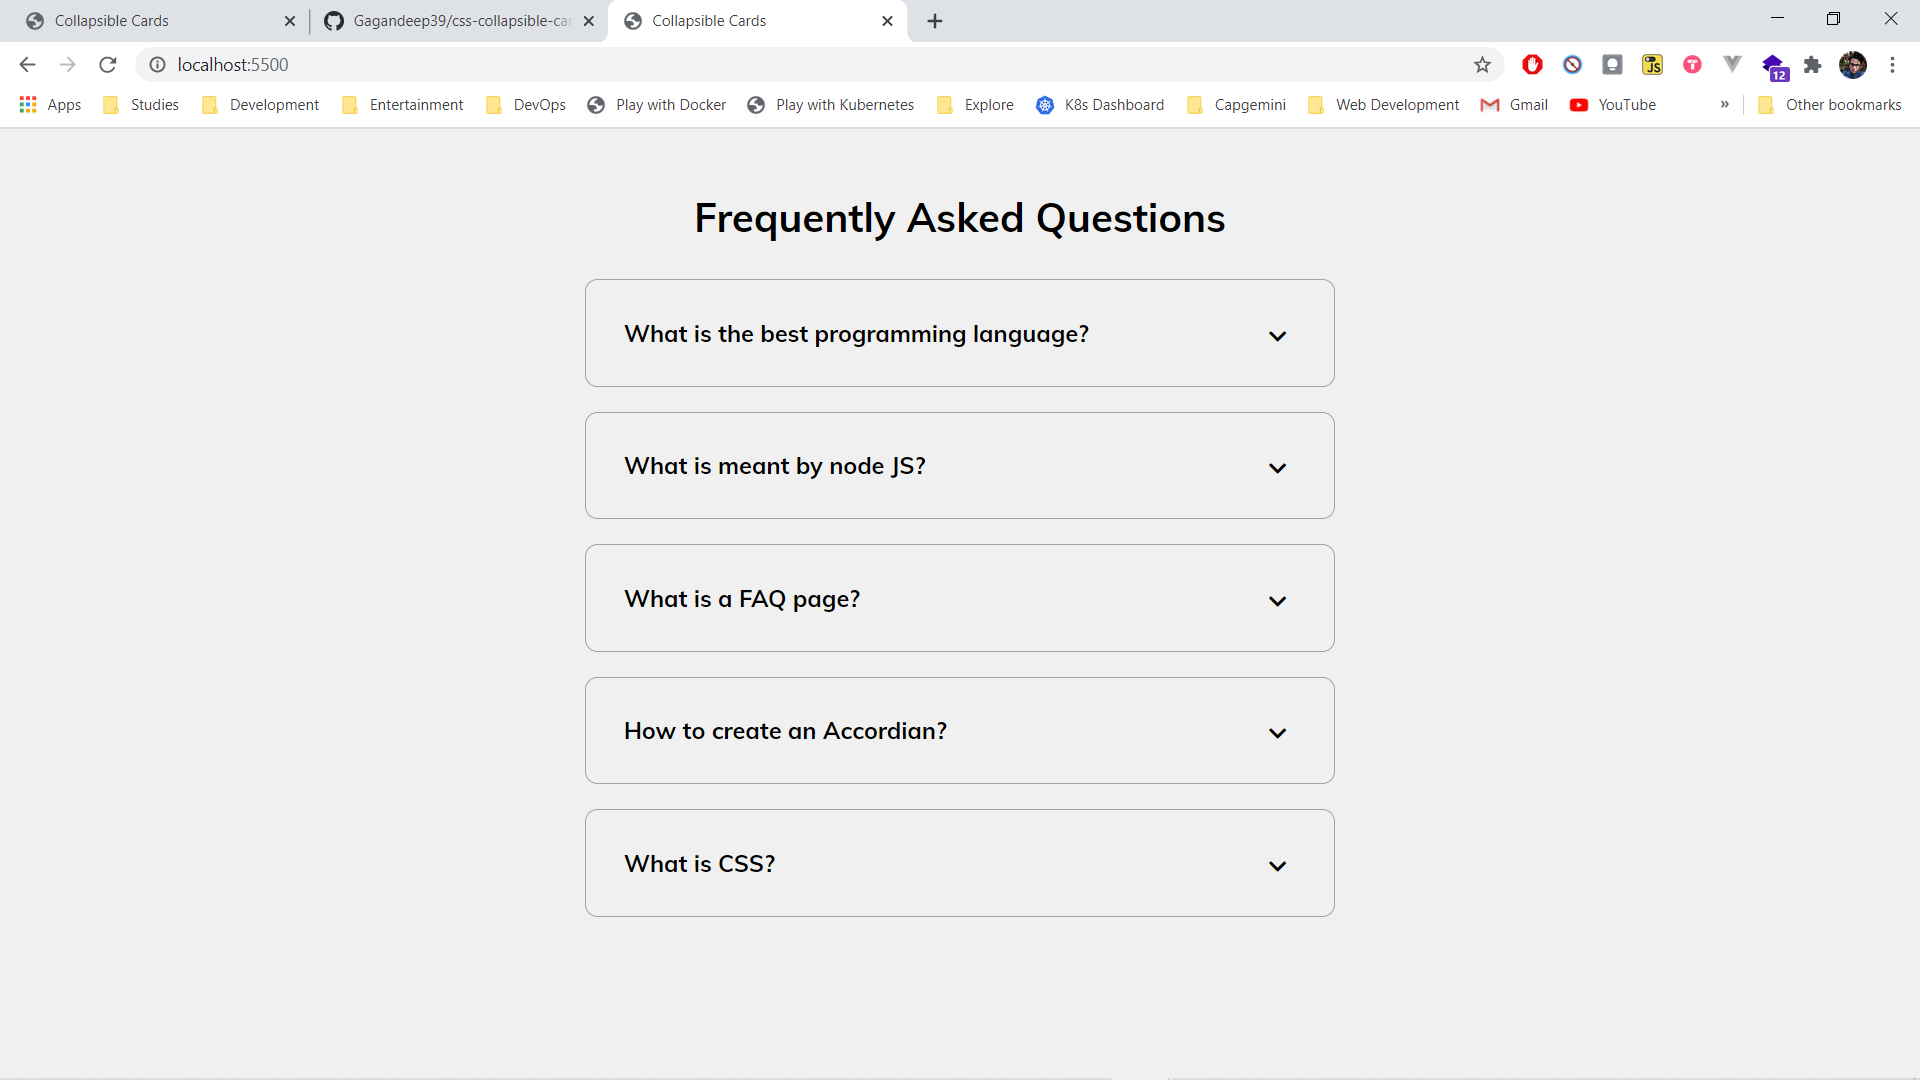 Collapsible Cards
Gagandeep39/css-collapsible-car
Collapsible Cards
localhost:5500
JS
12
Apps
Studies
Development
Entertainment
DevOps
Play with Docker
Play with Kubernetes
Explore
K8s Dashboard
Capgemini
Web Development
Gmail
YouTube
»
Other bookmarks
Frequently Asked Questions
What is the best programming language?
What is meant by node JS?
What is a FAQ page?
How to create an Accordian?
What is CSS?